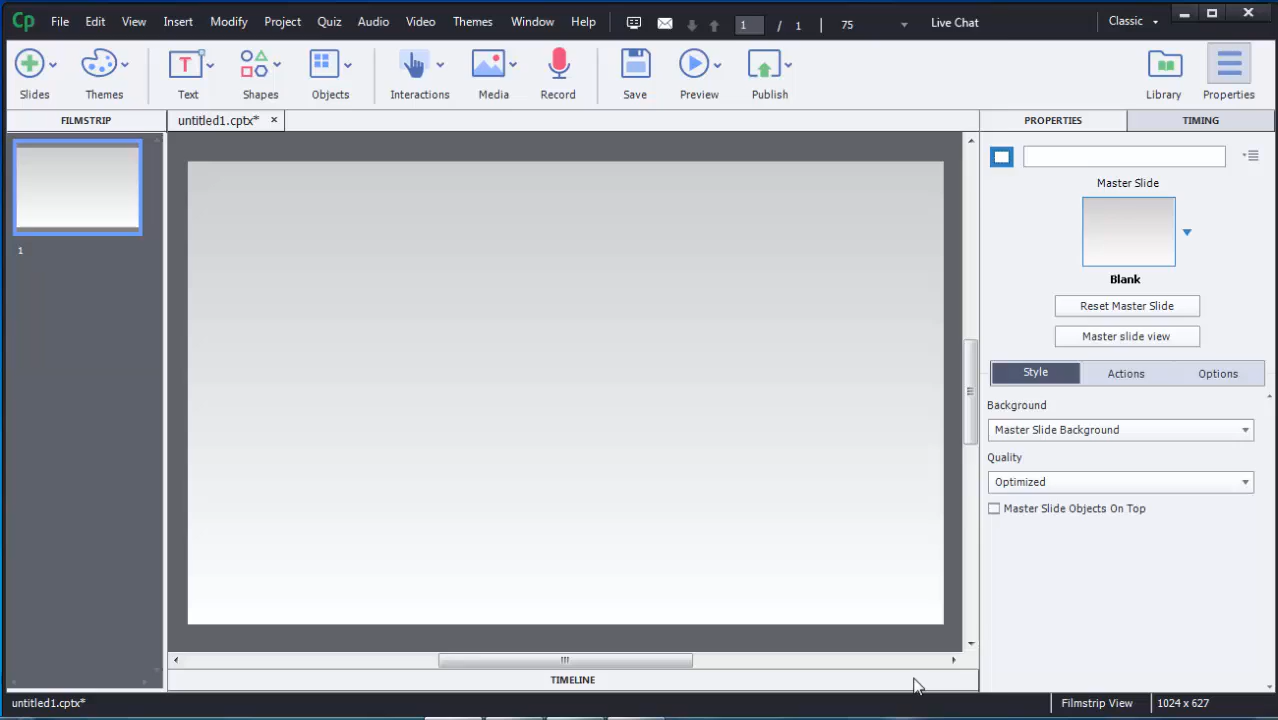 Cp File Edit View Insert Modify Project Quiz Audio Video Themes Window Help 1 / 1 75 Live Chat Classic
Slides Themes Text Shapes Objects Interactions Media Record Save Preview Publish Library Properties
FILMSTRIP untitled1.cptx* PROPERTIES TIMING
Master Slide
Blank
1
Reset Master Slide
Master slide view
Style Actions Options
Background
Master Slide Background
Quality
Optimized
Master Slide Objects On Top
TIMELINE
untitled1.cptx* Filmstrip View 1024 x 627